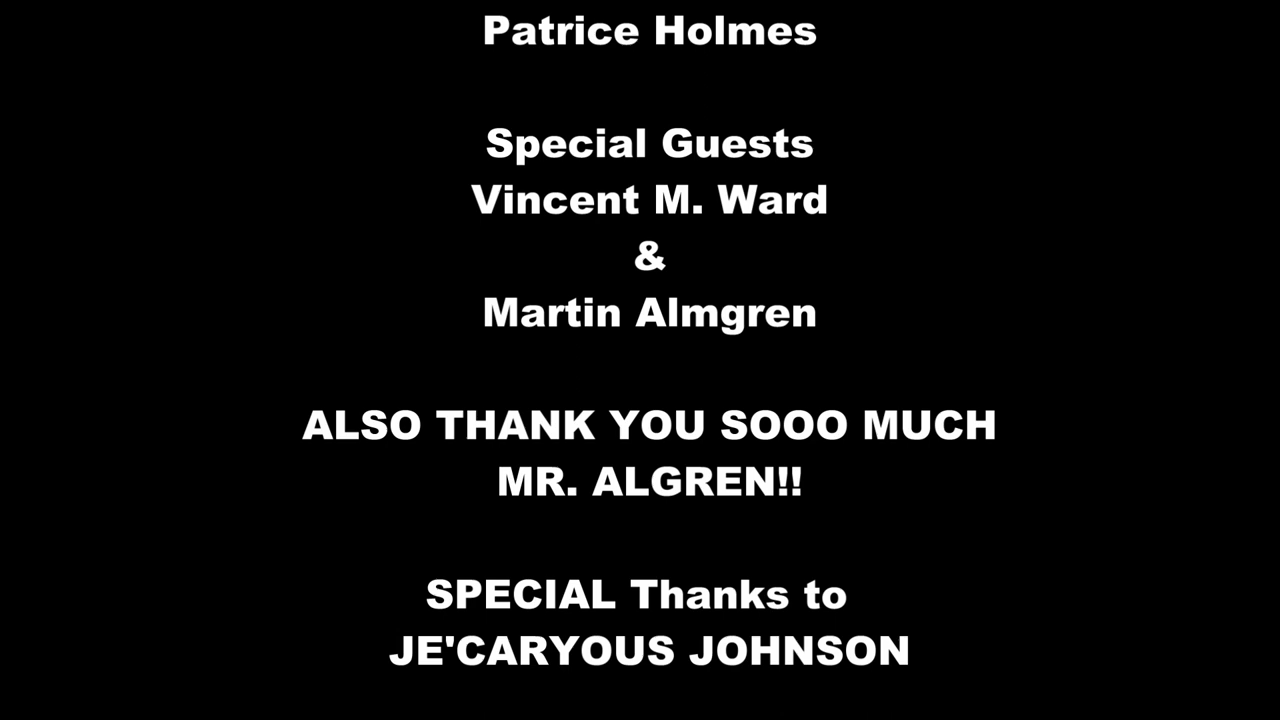 Patrice Holmes
Special Guests
Vincent M. Ward
&
Martin Almgren
ALSO THANK YOU SOOO MUCH
MR. ALGREN!!
SPECIAL Thanks to
JE'CARYOUS JOHNSON